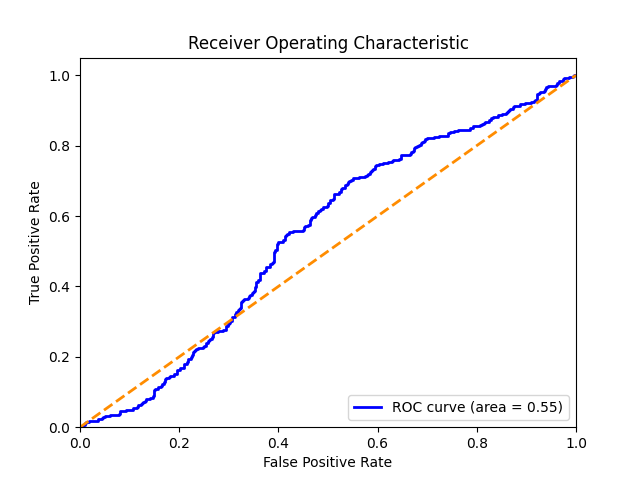 Receiver Operating Characteristic
True Positive Rate
1.0
0.8
0.6
0.4
0.2
0.0
ROC curve (area = 0.55)
0.0 0.2 0.4 0.6 0.8 1.0
False Positive Rate